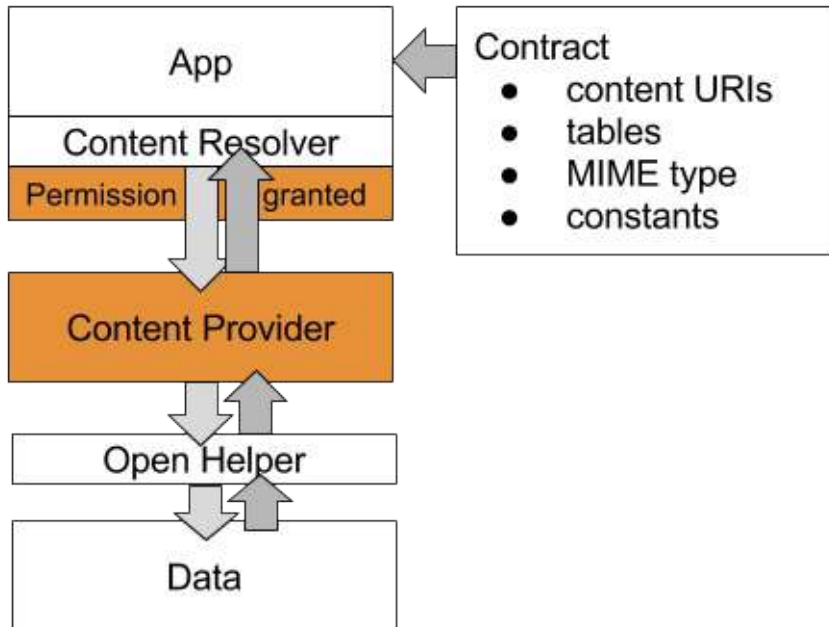 App
Content Resolver
Permission granted
Content Provider
Open Helper
Data
Contract
● content URIs
● tables
● MIME type
● constants